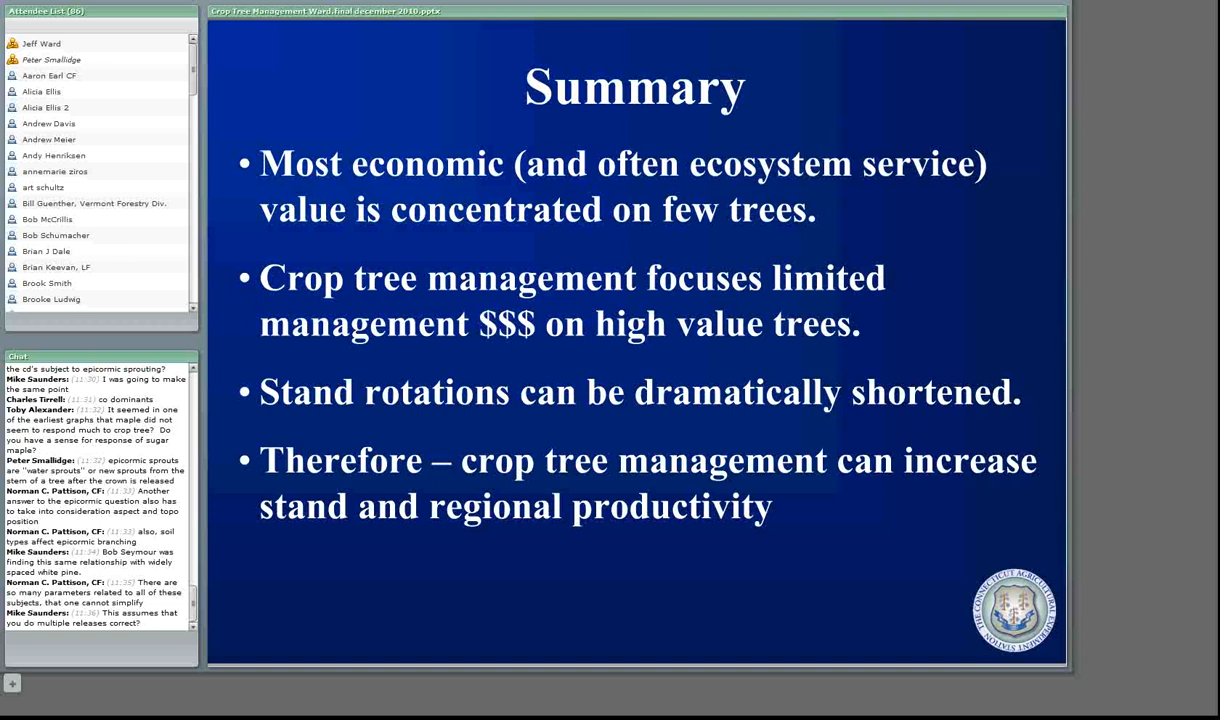 Attendee List (86)
Jeff Ward
Peter Smallidge
Aaron Earl CF
Alicia Ellis
Alicia Ellis 2
Andrew Davis
Andrew Meier
Andy Henriksen
annemarie ziros
art schultz
Bill Guenther, Vermont Forestry Div.
Bob McCrillis
Bob Schumacher
Brian J Dale
Brian Keevan, LF
Brook Smith
Brooke Ludwig
Chat
the cd's subject to epicormic sprouting?
Mike Saunders: (11:30) I was going to make
the same point
Charles Tirrell: (11:31) co dominants
Toby Alexander: (11:32) It seemed in one
of the earliest graphs that maple did not
seem to respond much to crop tree? Do
you have a sense for response of sugar
maple?
Peter Smallidge: (11:32) epicormic sprouts
are "water sprouts" or new sprouts from the
stem of a tree after the crown is released
Norman C. Pattison, CF: (11:33) Another
answer to the epicormic question also has
to take into consideration aspect and topo
position
Norman C. Pattison, CF: (11:33) also, soil
types affect epicormic branching
Mike Saunders: (11:34) Bob Seymour was
finding this same relationship with widely
spaced white pine.
Norman C. Pattison, CF: (11:35) There are
so many parameters related to all of these
subjects, that one cannot simplify
Mike Saunders: (11:36) This assumes that
you do multiple releases correct?
Crop Tree Management Ward.final december 2010.pptx
Summary
• Most economic (and often ecosystem service)
value is concentrated on few trees.
• Crop tree management focuses limited
management $$$ on high value trees.
• Stand rotations can be dramatically shortened.
• Therefore – crop tree management can increase
stand and regional productivity
THE CONNECTICUT AGRICULTURAL EXPERIMENT STATION